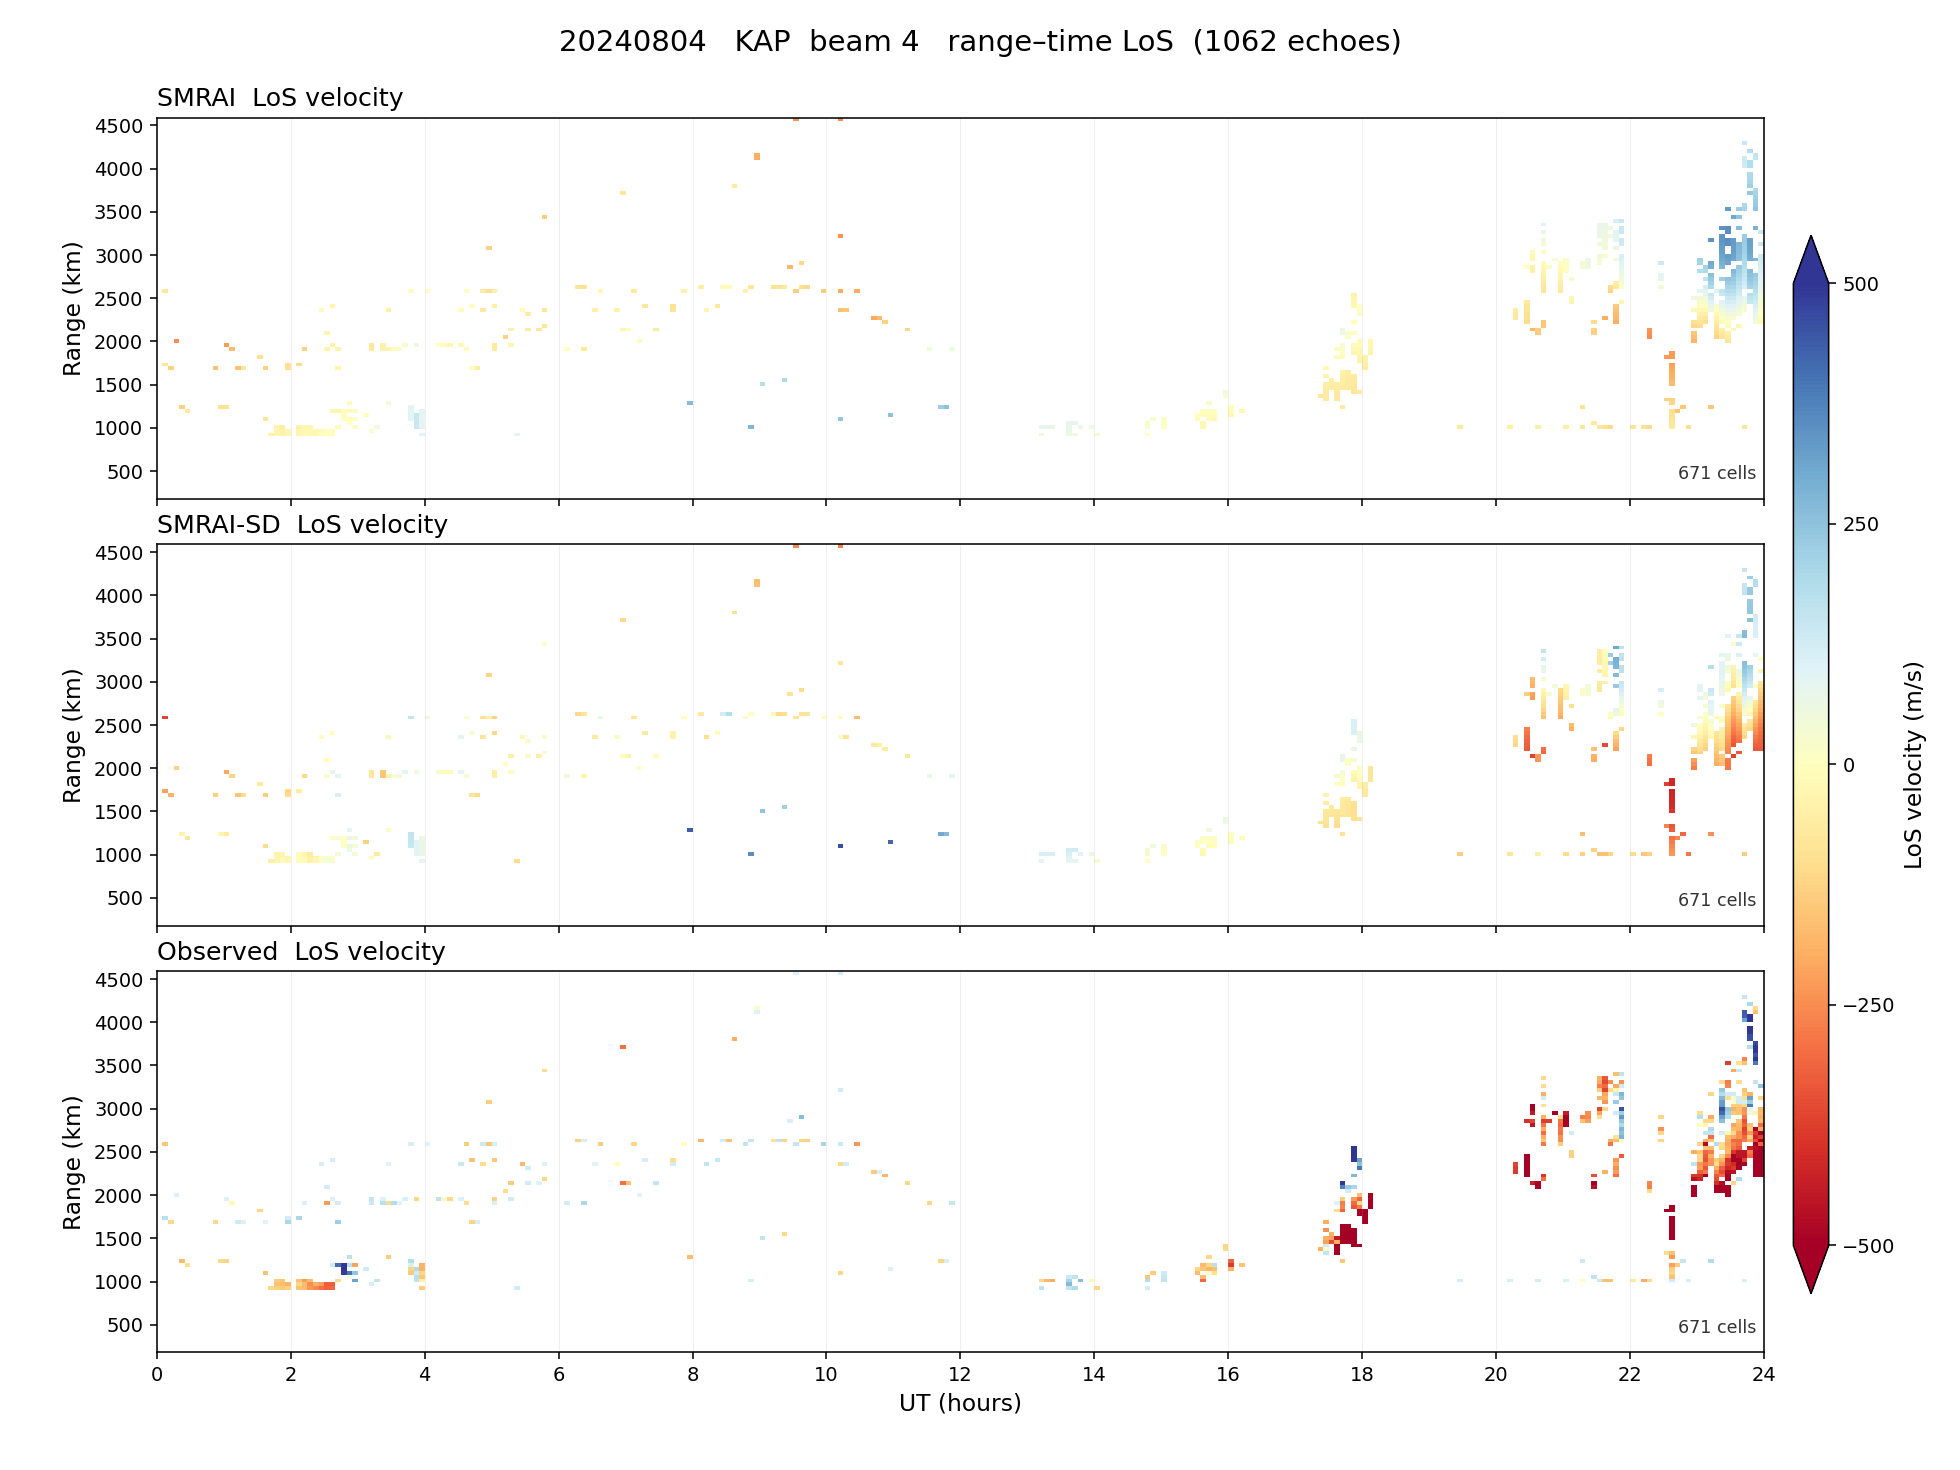 20240804   KAP  beam 4   range–time LoS  (1062 echoes)
SMRAI  LoS velocity
4500
4000
3500
3000
2500
2000
1500
1000
500
Range (km)
671 cells
SMRAI-SD  LoS velocity
4500
4000
3500
3000
2500
2000
1500
1000
500
Range (km)
671 cells
Observed  LoS velocity
4500
4000
3500
3000
2500
2000
1500
1000
500
Range (km)
671 cells
0 2 4 6 8 10 12 14 16 18 20 22 24
UT (hours)
500
250
0
−250
−500
LoS velocity (m/s)